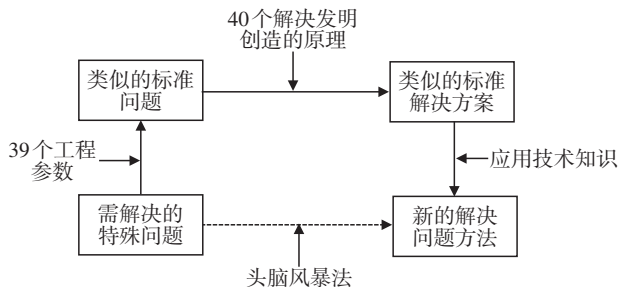 40个解决发明
创造的原理
类似的标准
问题
类似的标准
解决方案
39个工程
参数
应用技术知识
需解决的
特殊问题
新的解决
问题方法
头脑风暴法